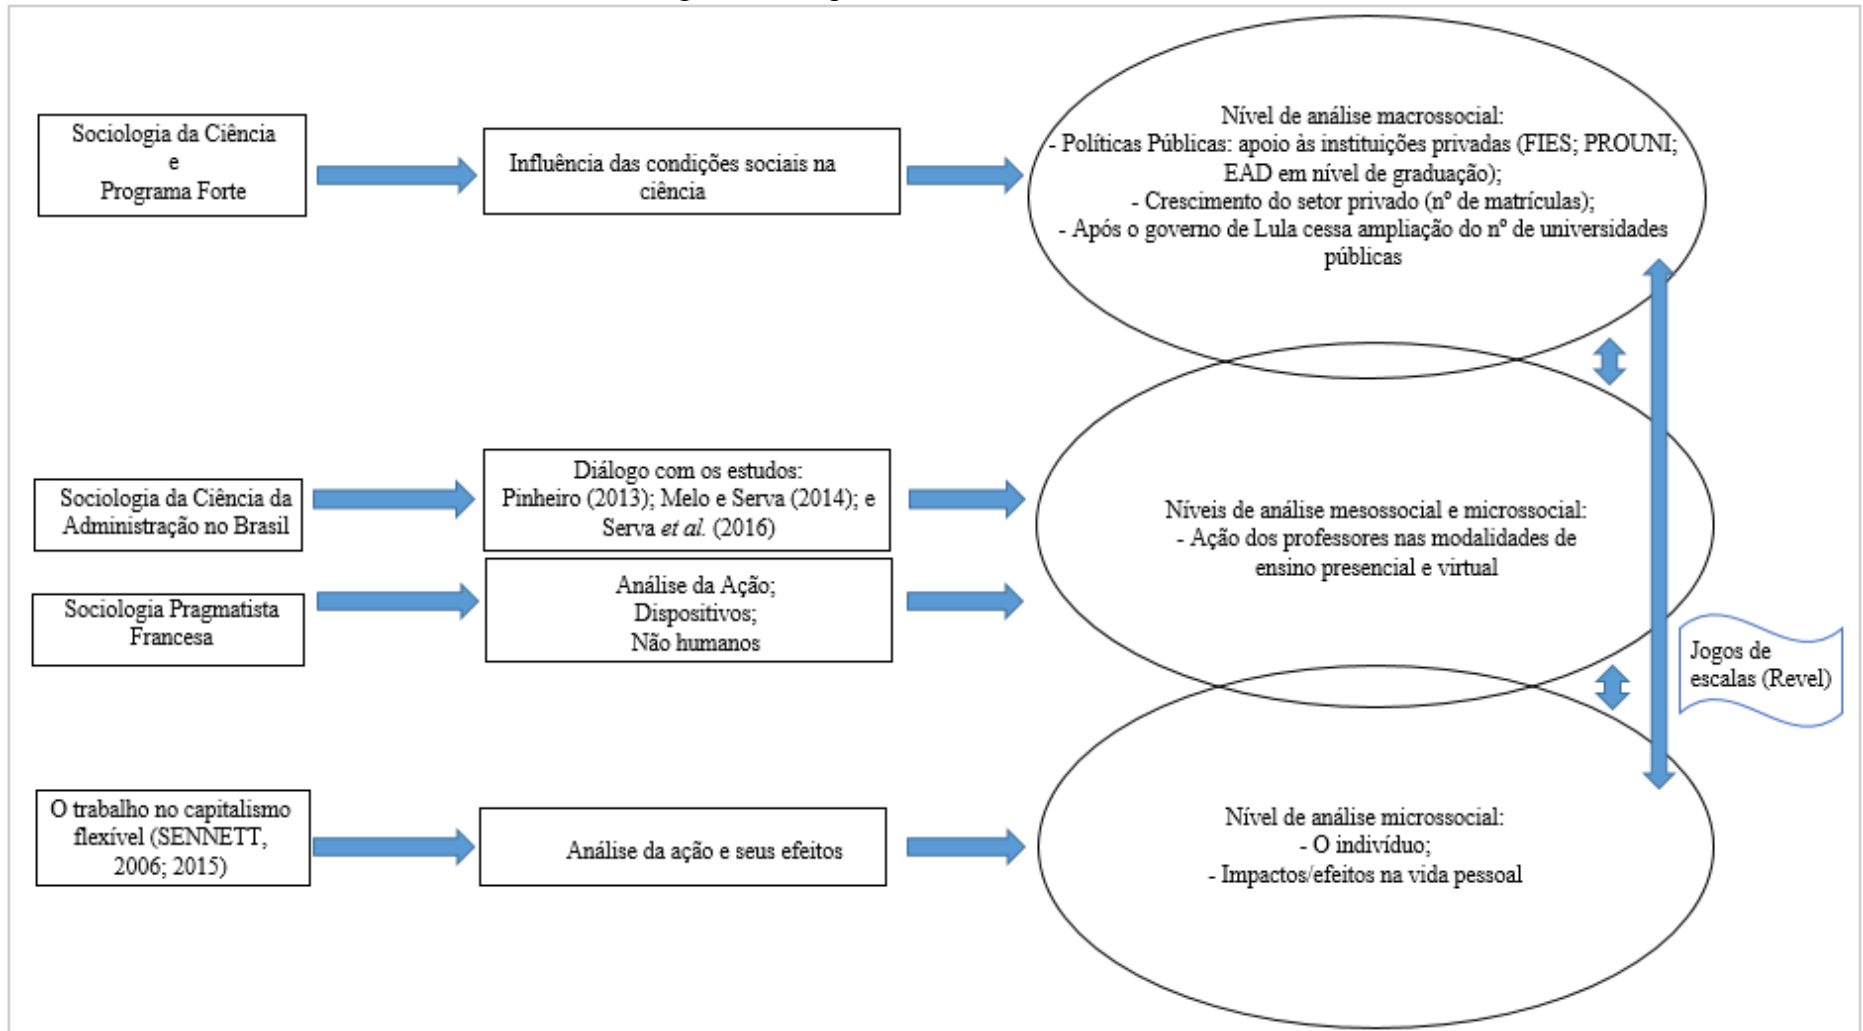 Sociologia da Ciência
e
Programa Forte
Influência das condições sociais na
ciência
Nível de análise macrossocial:
- Políticas Públicas: apoio às instituições privadas (FIES; PROUNI;
EAD em nível de graduação);
- Crescimento do setor privado (nº de matrículas);
- Após o governo de Lula cessa ampliação do nº de universidades
públicas
Sociologia da Ciência da
Administração no Brasil
Diálogo com os estudos:
Pinheiro (2013); Melo e Serva (2014); e
Serva et al. (2016)
Sociologia Pragmatista
Francesa
Análise da Ação;
Dispositivos;
Não humanos
Níveis de análise mesossocial e microssocial:
- Ação dos professores nas modalidades de
ensino presencial e virtual
Jogos de
escalas (Revel)
O trabalho no capitalismo
flexível (SENNETT,
2006; 2015)
Análise da ação e seus efeitos
Nível de análise microssocial:
- O indivíduo;
- Impactos/efeitos na vida pessoal